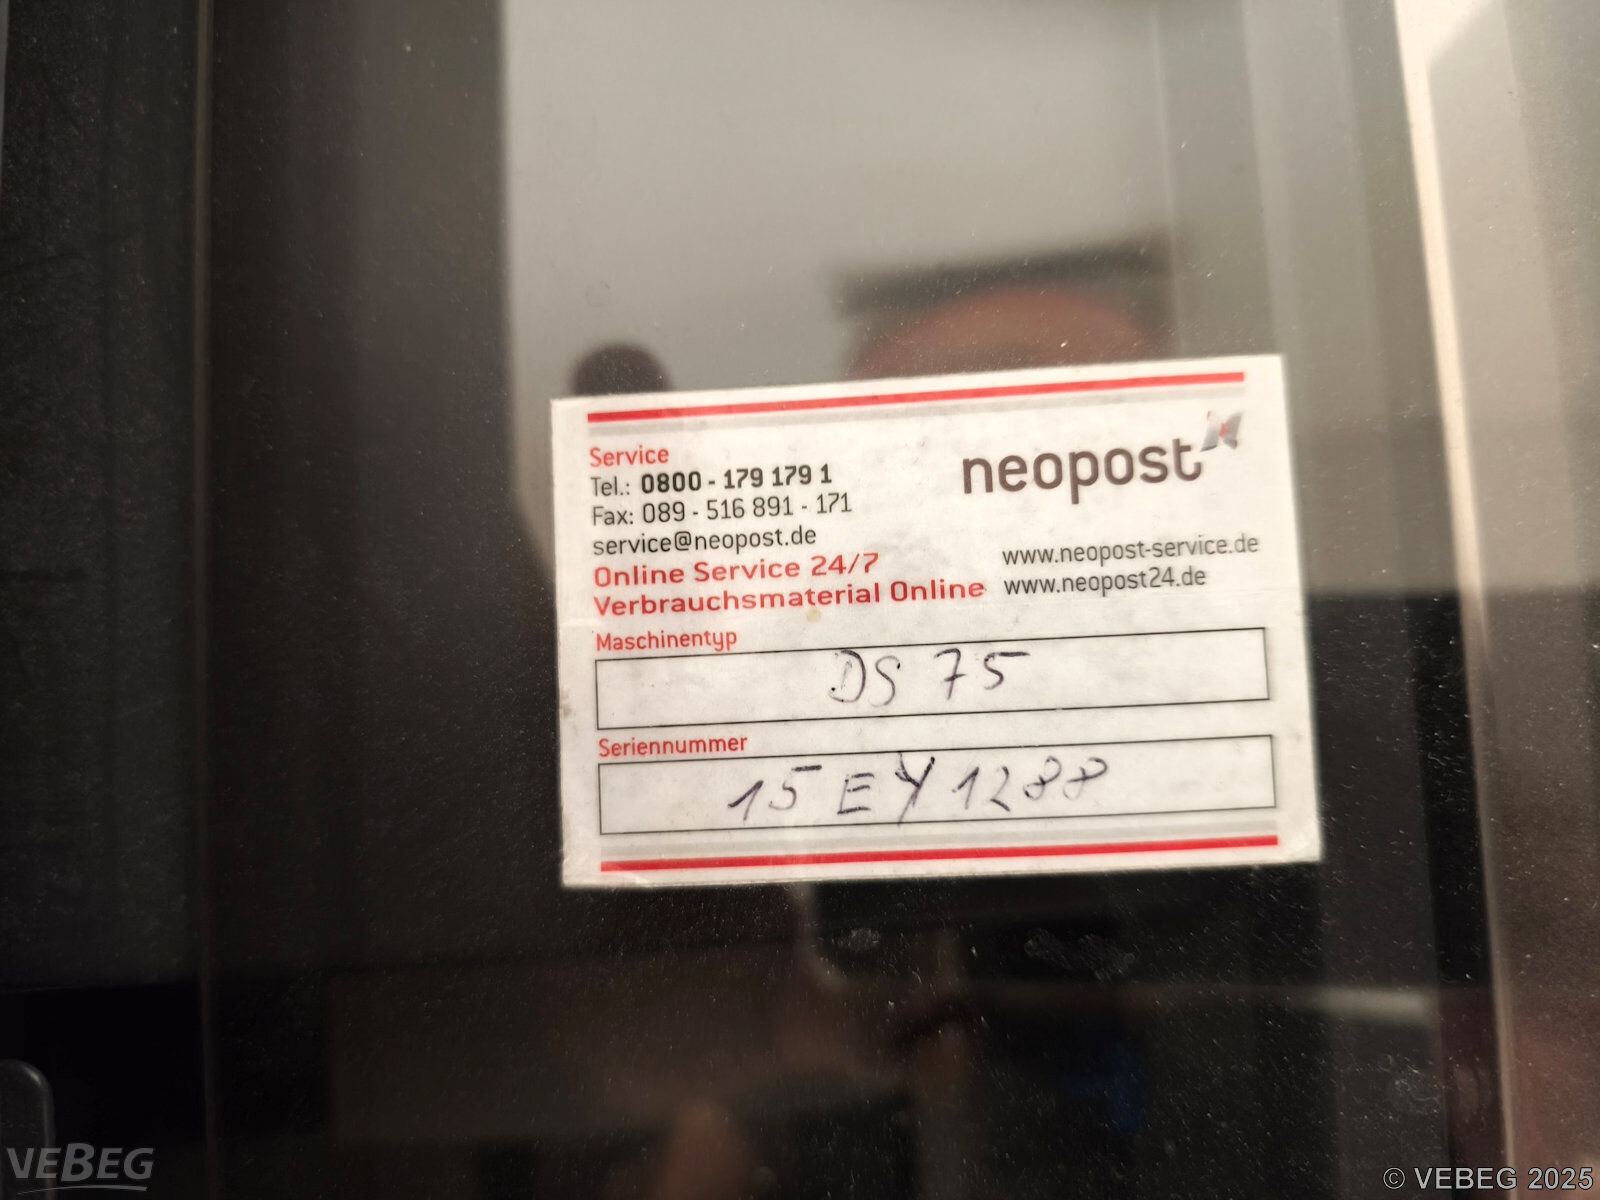 Service
Tel.: 0800 - 179 179 1
Fax: 089 - 516 891 - 171
service@neopost.de
Online Service 24/7
Verbrauchsmaterial Online
neopost
www.neopost-service.de
www.neopost24.de
Maschinentyp
DS 75
Seriennummer
15 EY 1288
VEBEG
© VEBEG 2025